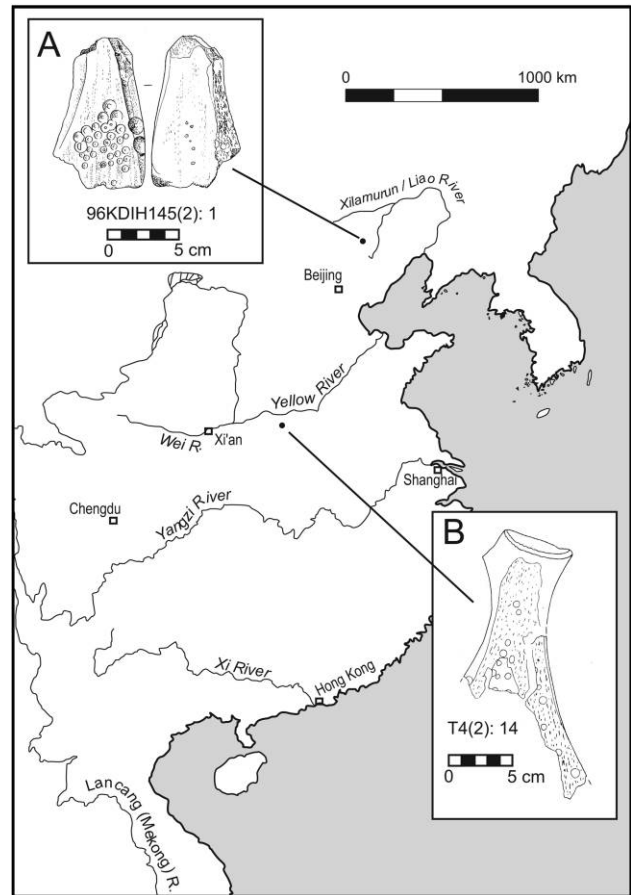 A
96KDIH145(2): 1
0 5 cm
0 1000 km
Xilamurun / Liao River
Beijing
Yellow River
Wei R.
Xi'an
Shanghai
Chengdu
Yangzi River
B
T4(2): 14
0 5 cm
Xi River
Hong Kong
Lancang (Mekong) R.